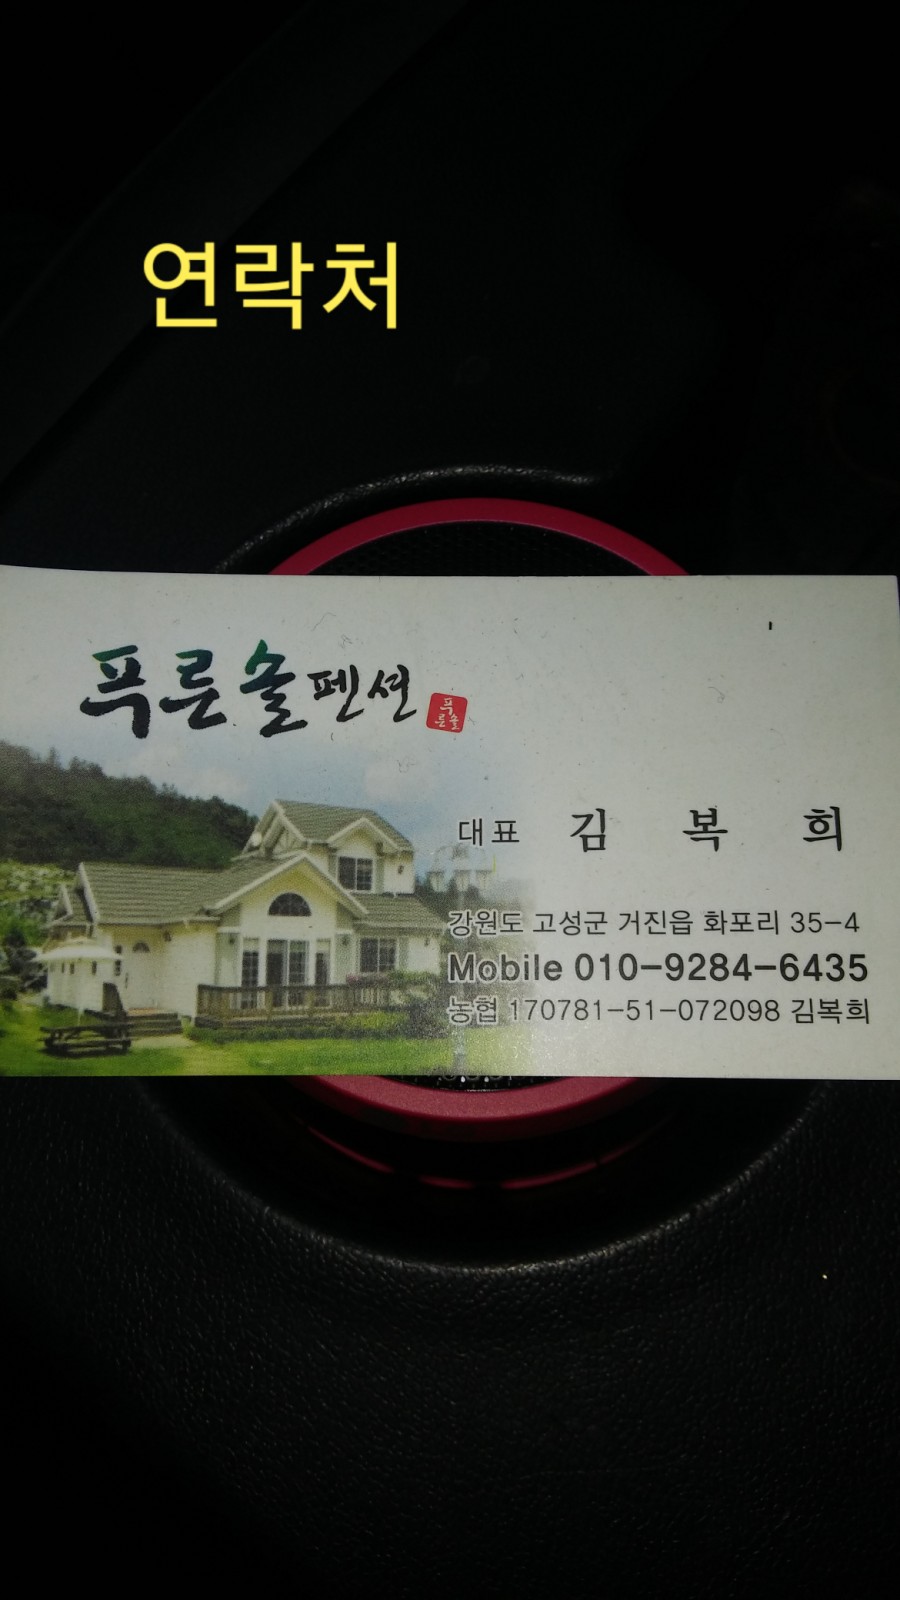 연락처
푸른솔펜션
푸른솔
대표 김복희
강원도 고성군 거진읍 화포리 35-4
Mobile 010-9284-6435
농협 170781-51-072098 김복희